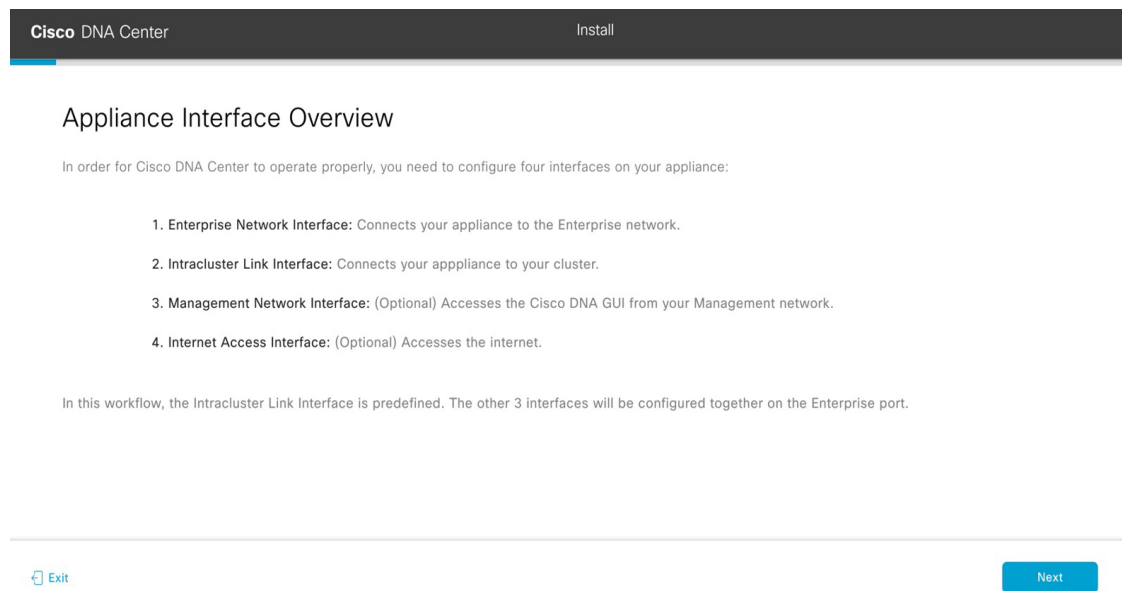 Cisco DNA Center
Install
Appliance Interface Overview
In order for Cisco DNA Center to operate properly, you need to configure four interfaces on your appliance:
1. Enterprise Network Interface: Connects your appliance to the Enterprise network.
2. Intracluster Link Interface: Connects your apppliance to your cluster.
3. Management Network Interface: (Optional) Accesses the Cisco DNA GUI from your Management network.
4. Internet Access Interface: (Optional) Accesses the internet.
In this workflow, the Intracluster Link Interface is predefined. The other 3 interfaces will be configured together on the Enterprise port.
Exit
Next